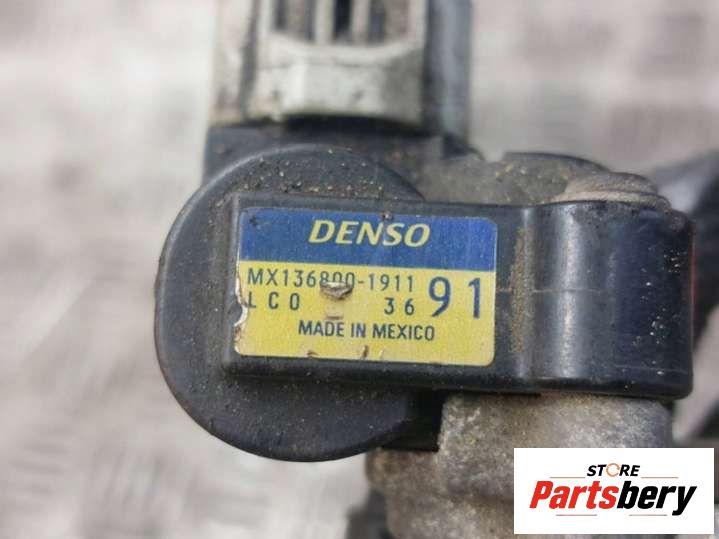 DENSO
MX136800-1911
LC0 36 91
MADE IN MEXICO
STORE
Partsbery